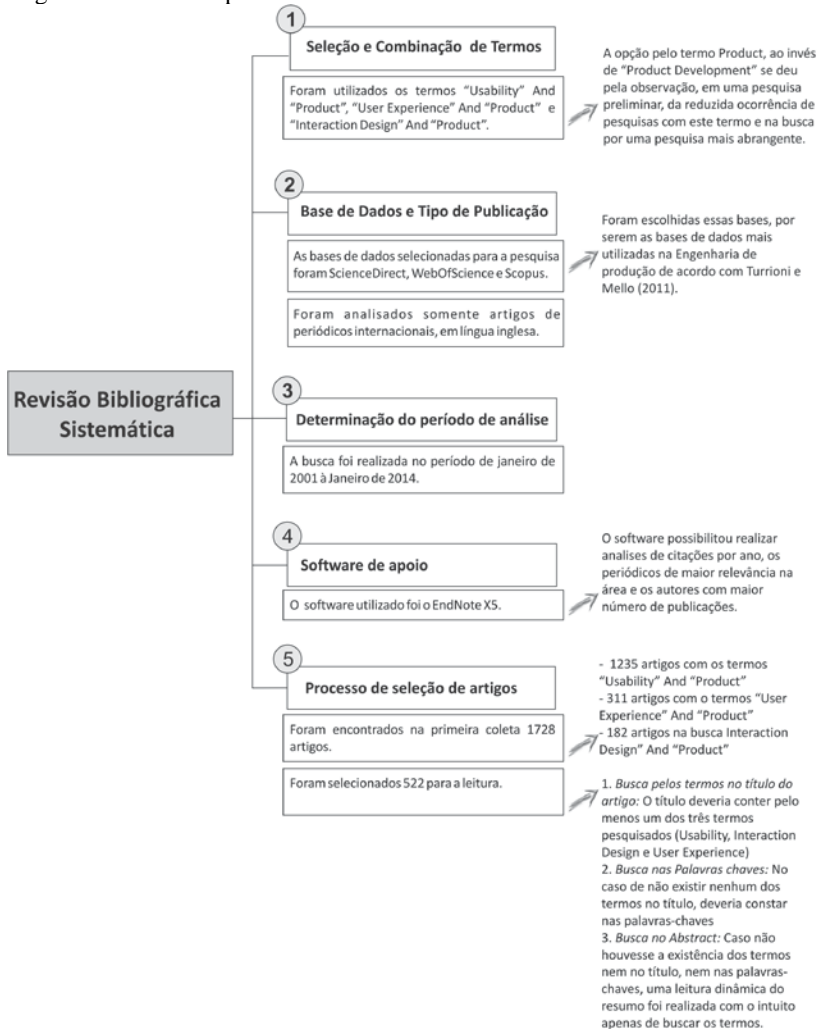 1
Seleção e Combinação de Termos
Foram utilizados os termos “Usability” And
“Product”, “User Experience” And “Product” e
“Interaction Design” And “Product”.
A opção pelo termo Product, ao invés
de “Product Development” se deu
pela observação, em uma pesquisa
preliminar, da reduzida ocorrência de
pesquisas com este termo e na busca
por uma pesquisa mais abrangente.
2
Base de Dados e Tipo de Publicação
As bases de dados selecionadas para a pesquisa
foram ScienceDirect, WebOfScience e Scopus.
Foram analisados somente artigos de
periódicos internacionais, em língua inglesa.
Foram escolhidas essas bases, por
serem as bases de dados mais
utilizadas na Engenharia de
produção de acordo com Turrioni e
Mello (2011).
Revisão Bibliográfica
Sistemática
3
Determinação do período de análise
A busca foi realizada no período de janeiro de
2001 à Janeiro de 2014.
4
Software de apoio
O software utilizado foi o EndNote X5.
O software possibilitou realizar
analises de citações por ano, os
periódicos de maior relevância na
área e os autores com maior
número de publicações.
5
Processo de seleção de artigos
Foram encontrados na primeira coleta 1728
artigos.
- 1235 artigos com os termos
“Usability” And “Product”
- 311 artigos com o termos “User
Experience” And “Product”
- 182 artigos na busca Interaction
Design” And “Product”
Foram selecionados 522 para a leitura.
1. Busca pelos termos no título do
artigo: O título deveria conter pelo
menos um dos três termos
pesquisados (Usability, Interaction
Design e User Experience)
2. Busca nas Palavras chaves: No
caso de não existir nenhum dos
termos no título, deveria constar
nas palavras-chaves
3. Busca no Abstract: Caso não
houvesse a existência dos termos
nem no título, nem nas palavras-
chaves, uma leitura dinâmica do
resumo foi realizada com o intuito
apenas de buscar os termos.